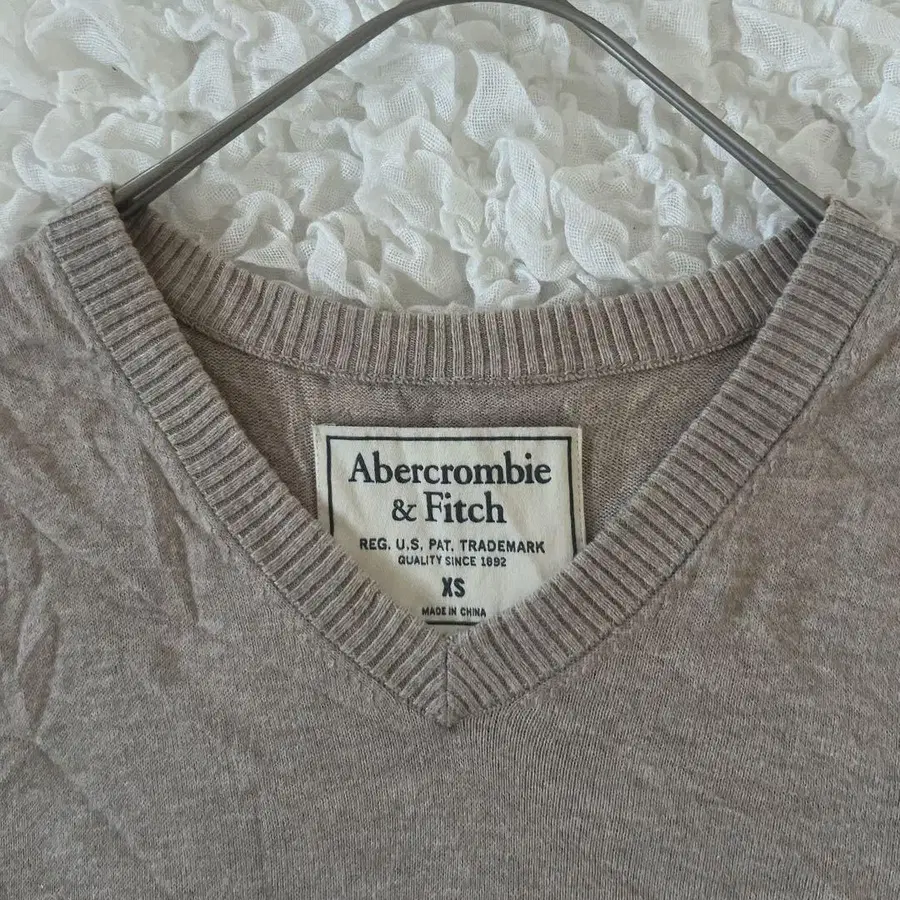 Abercrombie
& Fitch
REG. U.S. PAT. TRADEMARK
QUALITY SINCE 1892
XS
MADE IN CHINA